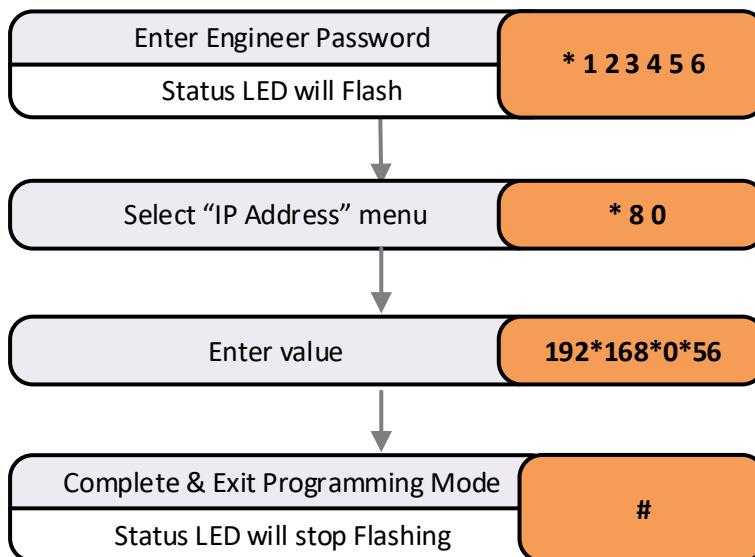 Enter Engineer Password
* 1 2 3 4 5 6
Status LED will Flash
Select “IP Address” menu
* 8 0
Enter value
192*168*0*56
Complete & Exit Programming Mode
#
Status LED will stop Flashing